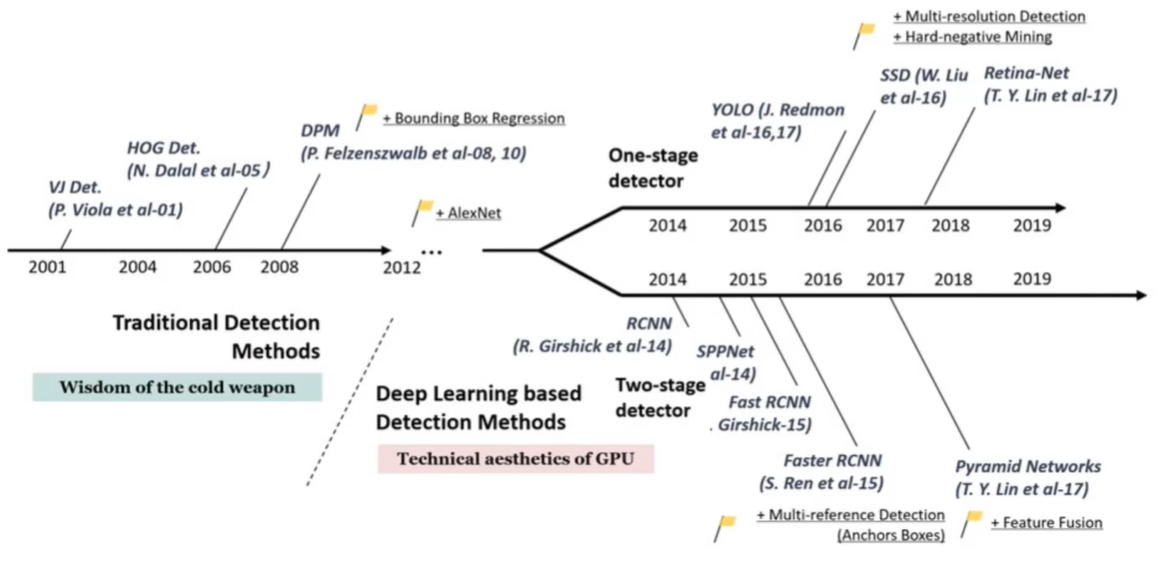 + Multi-resolution Detection
+ Hard-negative Mining
SSD (W. Liu
et al-16)
Retina-Net
(T. Y. Lin et al-17)
YOLO (J. Redmon
et al-16,17)
+ Bounding Box Regression
DPM
(P. Felzenszwalb et al-08, 10)
HOG Det.
(N. Dalal et al-05)
VJ Det.
(P. Viola et al-01)
One-stage
detector
+ AlexNet
2014 2015 2016 2017 2018 2019
...
2001 2004 2006 2008 2012
2014 2015 2016 2017 2018 2019
Traditional Detection
Methods
Wisdom of the cold weapon
RCNN
(R. Girshick et al-14)
SPPNet
al-14)
Two-stage
detector
Deep Learning based
Detection Methods
Technical aesthetics of GPU
Fast RCNN
. Girshick-15)
Faster RCNN
(S. Ren et al-15)
Pyramid Networks
(T. Y. Lin et al-17)
+ Multi-reference Detection
(Anchors Boxes)
+ Feature Fusion